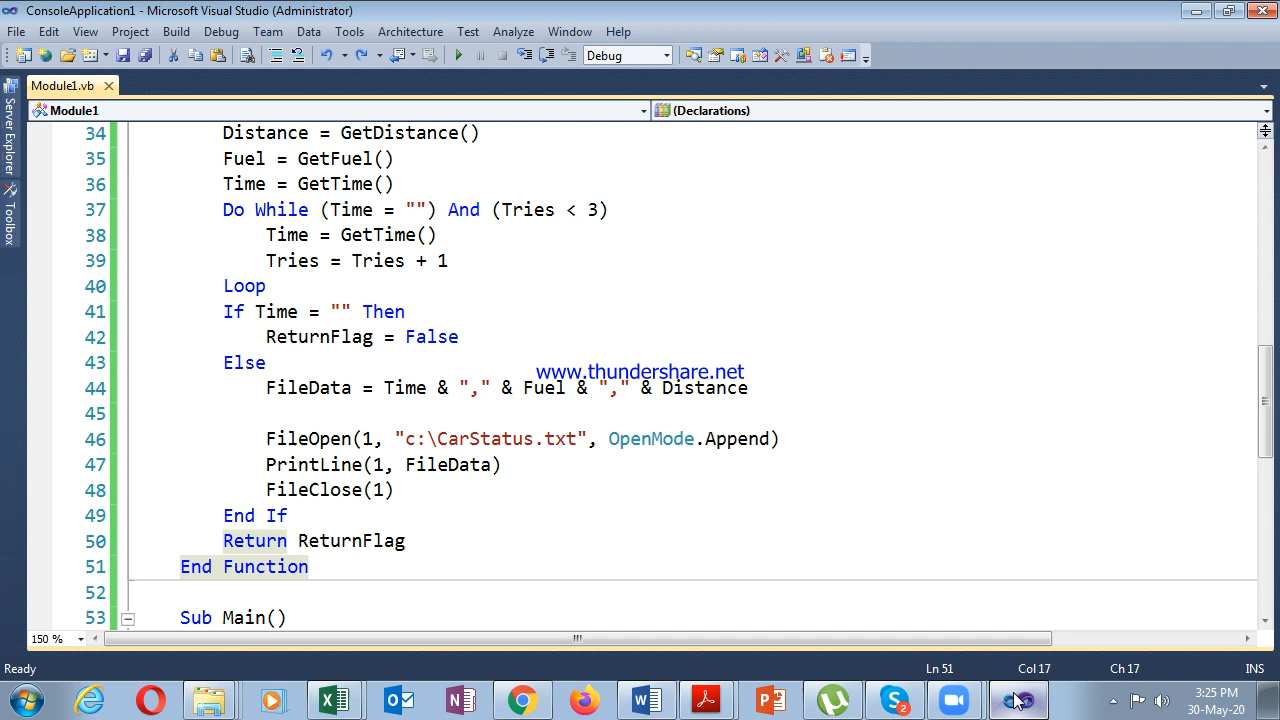 ConsoleApplication1 - Microsoft Visual Studio (Administrator)
File Edit View Project Build Debug Team Data Tools Architecture Test Analyze Window Help
Debug
Server Explorer
Toolbox
Module1.vb
Module1 (Declarations)
34 Distance = GetDistance()
35 Fuel = GetFuel()
36 Time = GetTime()
37 Do While (Time = "") And (Tries < 3)
38 Time = GetTime()
39 Tries = Tries + 1
40 Loop
41 If Time = "" Then
42 ReturnFlag = False
43 Else
www.thundershare.net
44 FileData = Time & "," & Fuel & "," & Distance
45
46 FileOpen(1, "c:\CarStatus.txt", OpenMode.Append)
47 PrintLine(1, FileData)
48 FileClose(1)
49 End If
50 Return ReturnFlag
51 End Function
52
53 Sub Main()
150 %
Ready Ln 51 Col 17 Ch 17 INS
2
3:25 PM
30-May-20